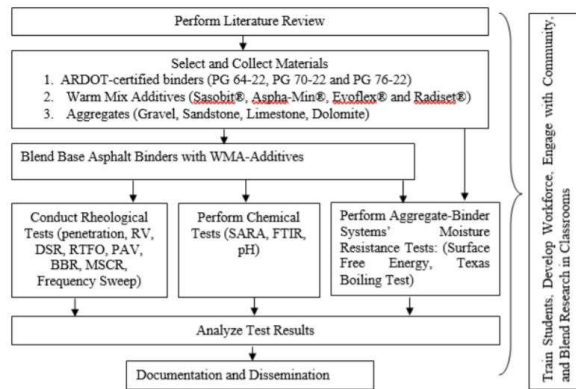 Perform Literature Review
Select and Collect Materials
1. ARDOT-certified binders (PG 64-22, PG 70-22 and PG 76-22)
2. Warm Mix Additives (Sasobit®, Aspha-Min®, Evoflex® and Radiset®)
3. Aggregates (Gravel, Sandstone, Limestone, Dolomite)
Blend Base Asphalt Binders with WMA-Additives
Conduct Rheological
Tests (penetration, RV,
DSR, RTFO, PAV,
BBR, MSCR,
Frequency Sweep)
Perform Chemical
Tests (SARA, FTIR,
pH)
Perform Aggregate-Binder
Systems’ Moisture
Resistance Tests: (Surface
Free Energy, Texas
Boiling Test)
Analyze Test Results
Documentation and Dissemination
Train Students, Develop Workforce, Engage with Community,
and Blend Research in Classrooms